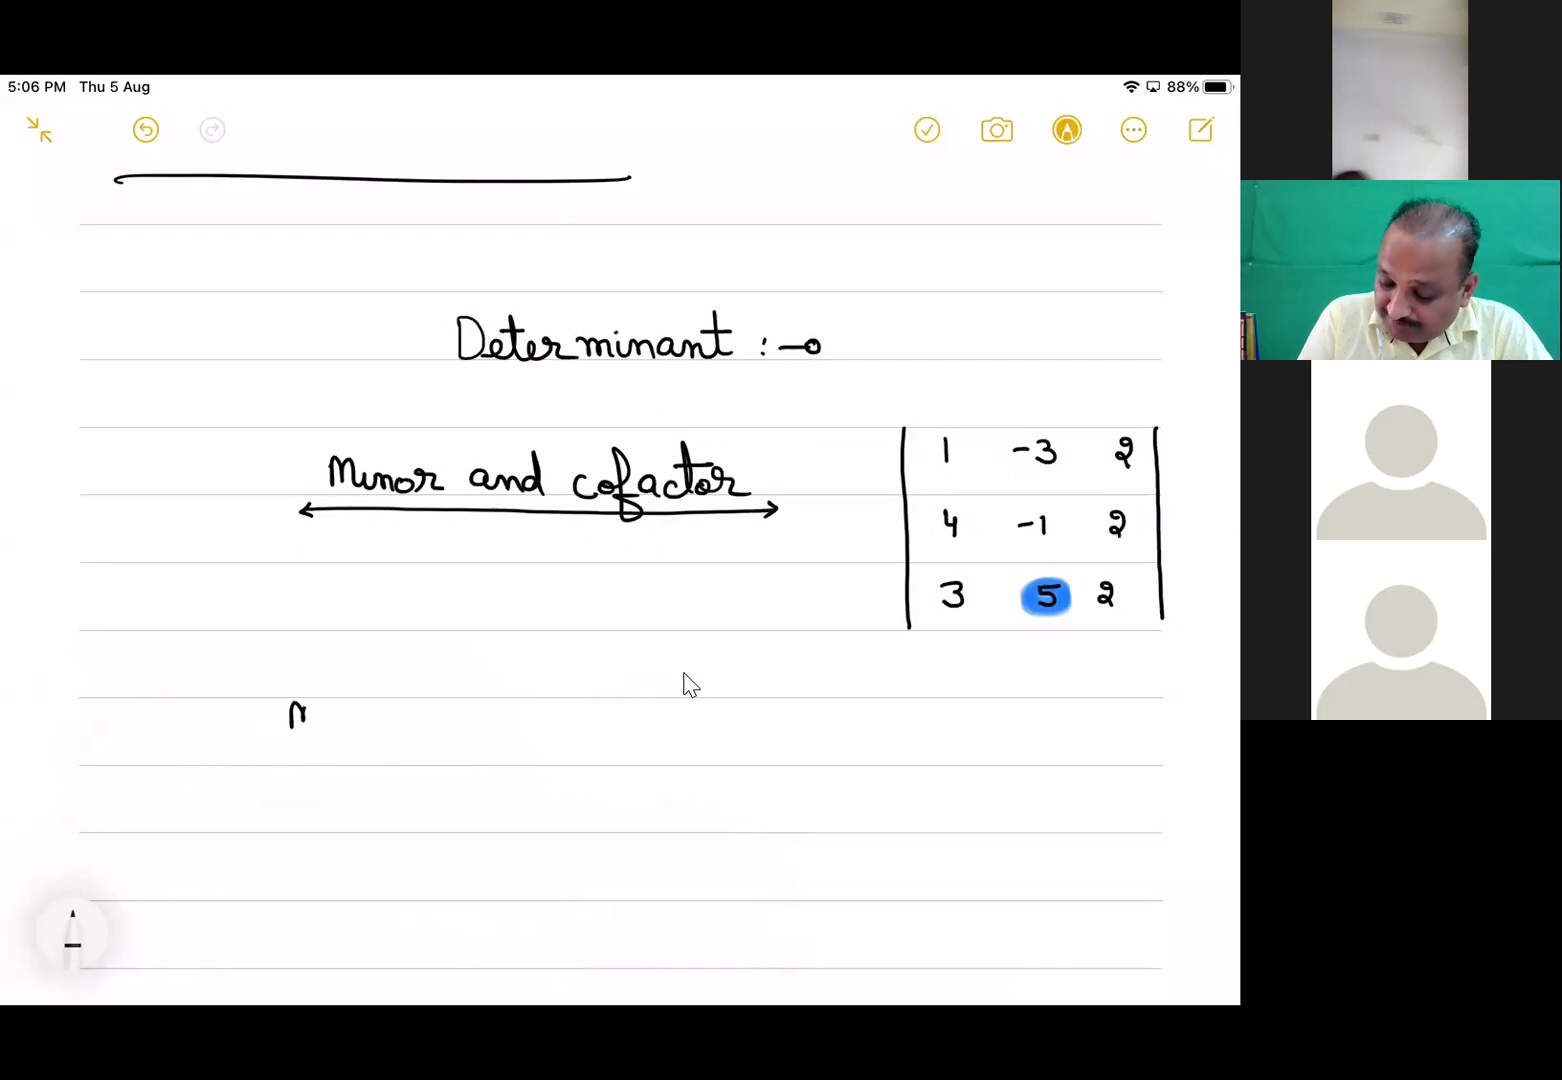 5:06 PM Thu 5 Aug
88%
Determinant :
Minor and cofactor
1 -3 2
4 -1 2
3 5 2